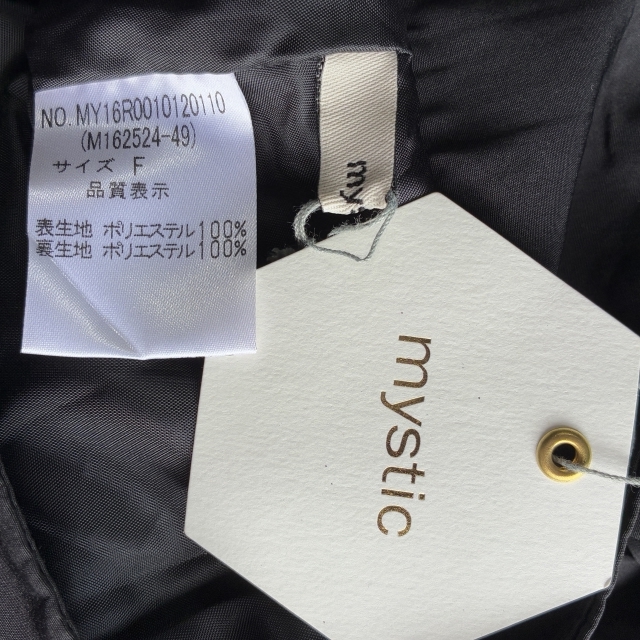 NO.MY16R0010120110
(M162524-49)
サイズ F
品質表示
表生地 ポリエステル100%
裏生地 ポリエステル100%
my
mystic